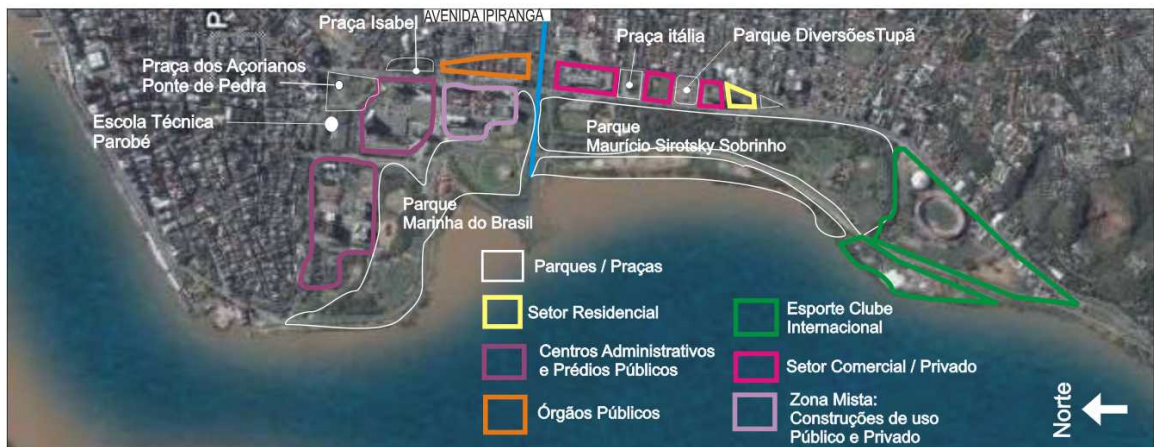 AVENIDA IPIRANGA
Praça Isabel
Praça dos Açorianos
Ponte de Pedra
Escola Técnica
Parobé
Praça itália
Parque DiversõesTupã
Parque
Maurício Sirotsky Sobrinho
Parque
Marinha do Brasil
Parques / Praças
Setor Residencial
Centros Administrativos
e Prédios Públicos
Órgãos Públicos
Esporte Clube
Internacional
Setor Comercial / Privado
Zona Mista:
Construções de uso
Público e Privado
Norte